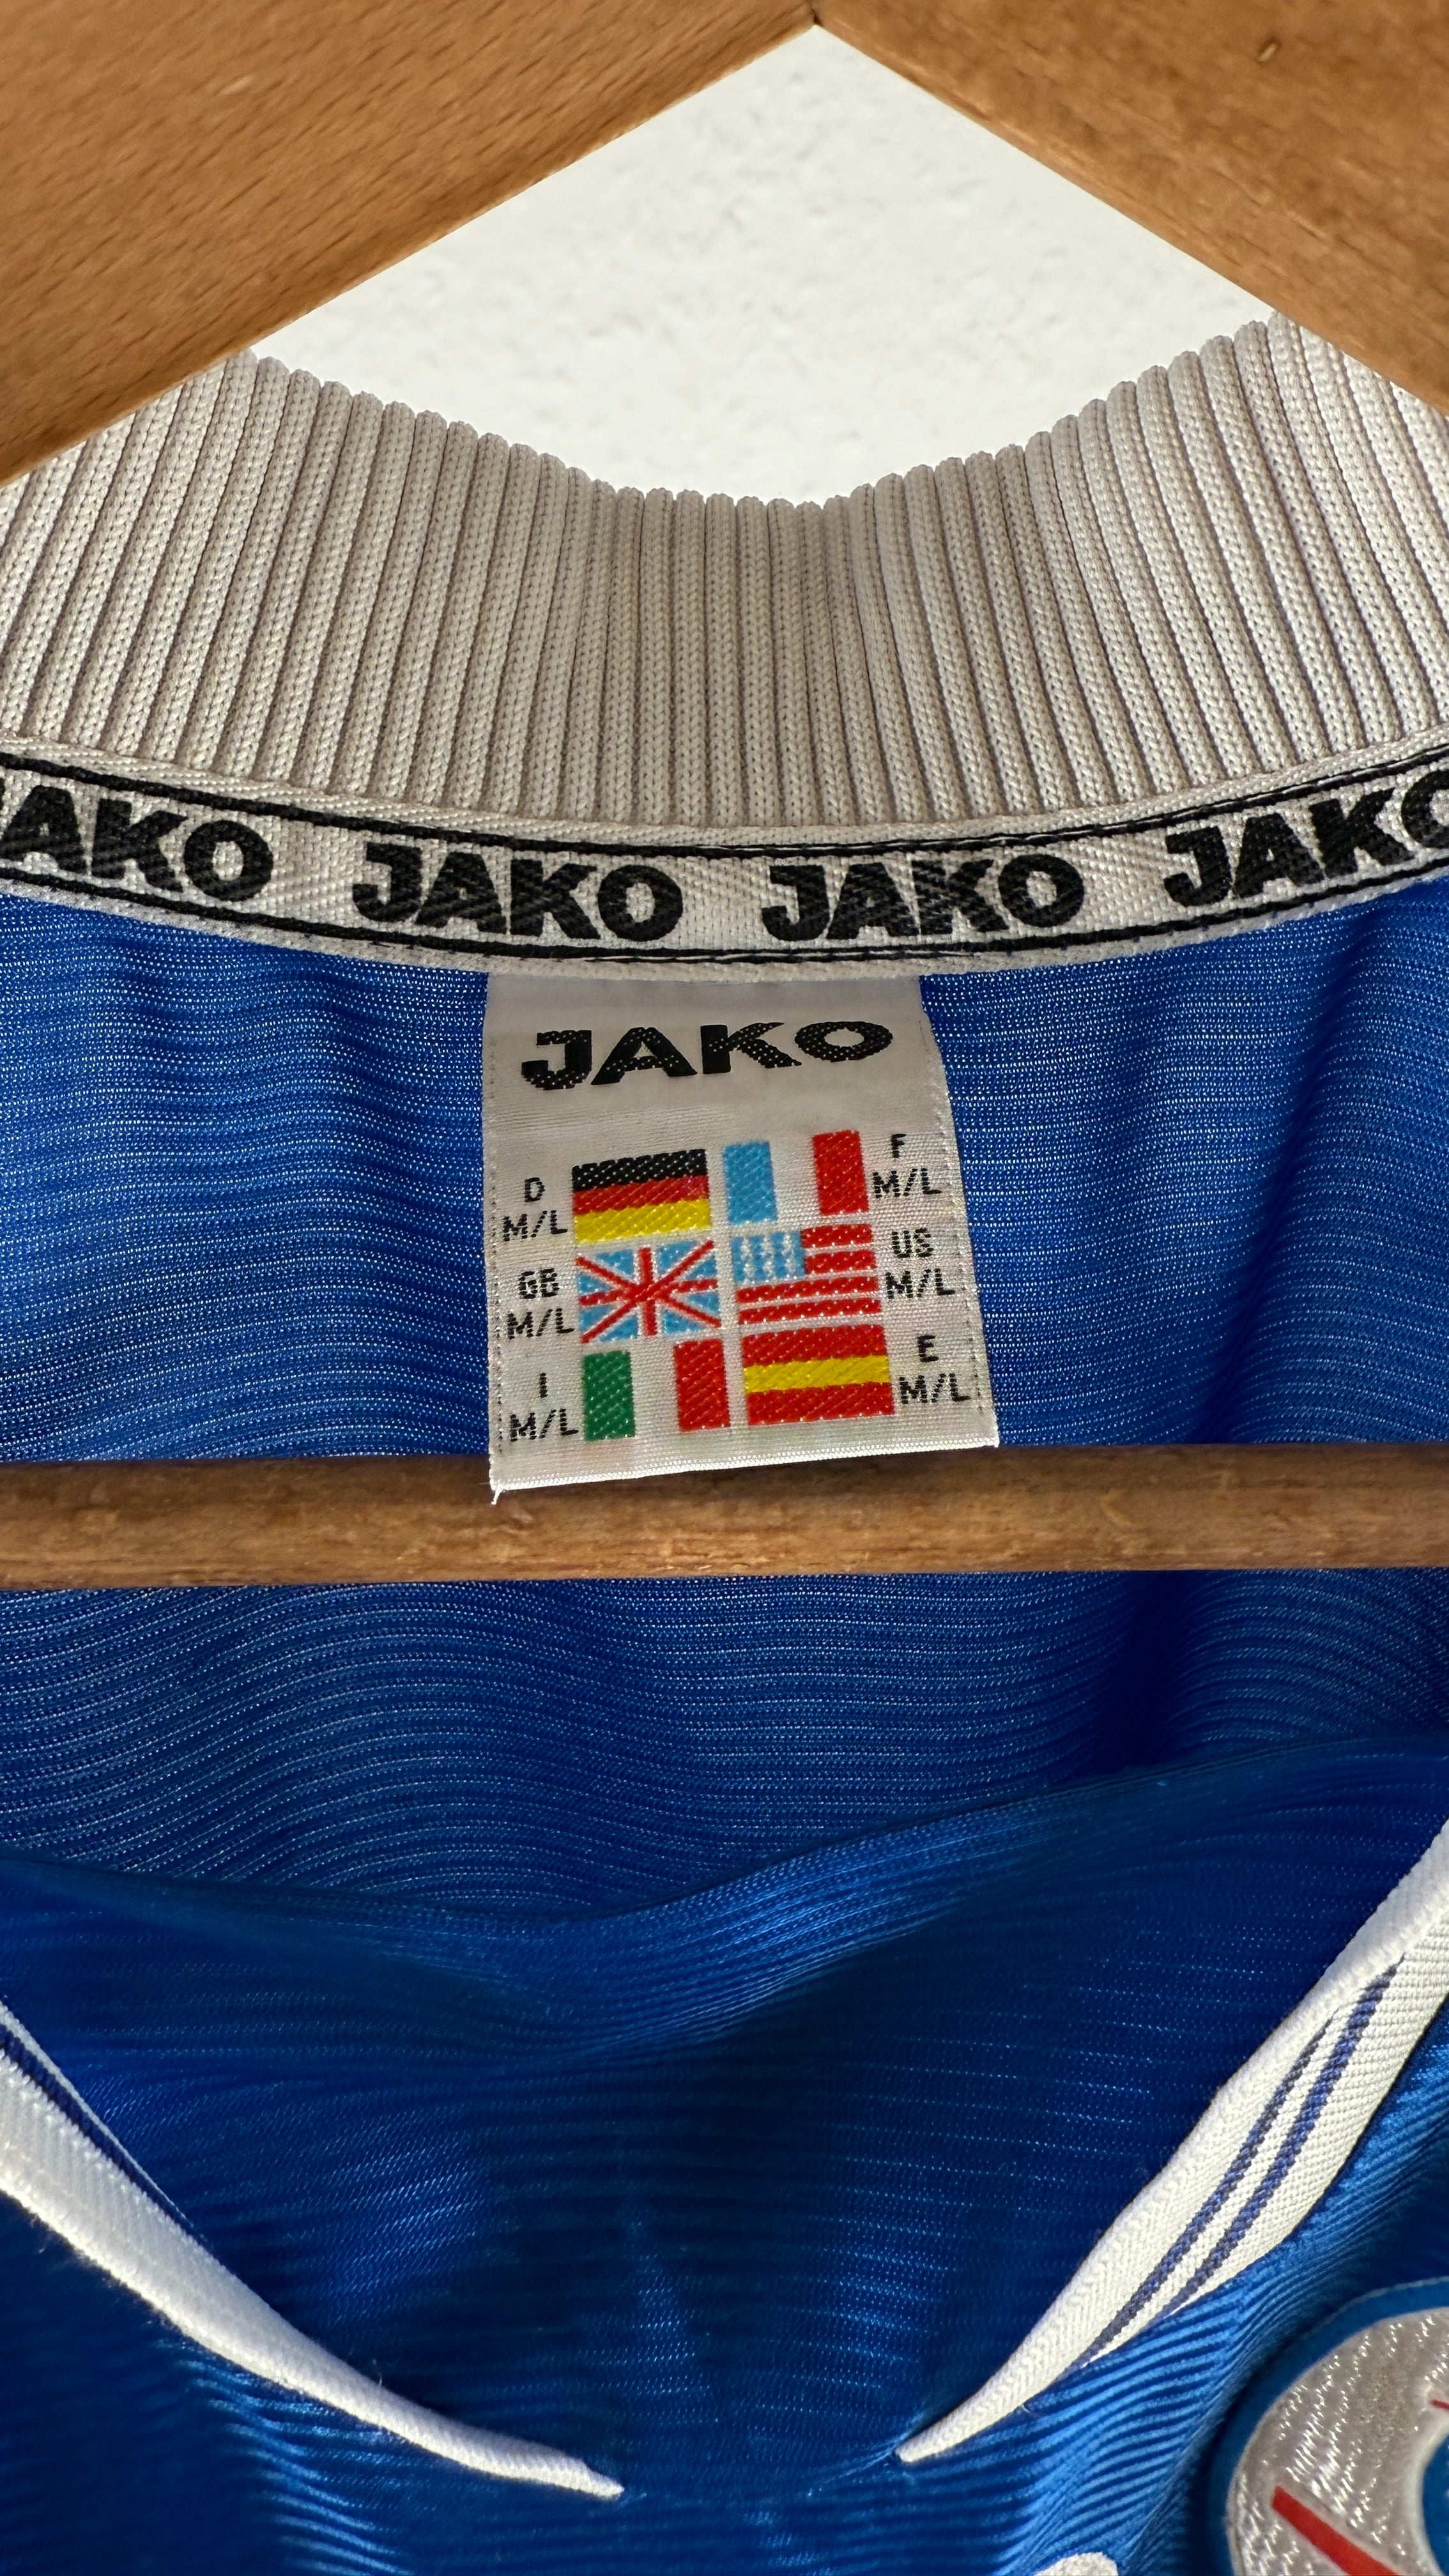 JAKO JAKO JAKO JAKO
JAKO
D
M/L
F
M/L
GB
M/L
US
M/L
I
M/L
E
M/L